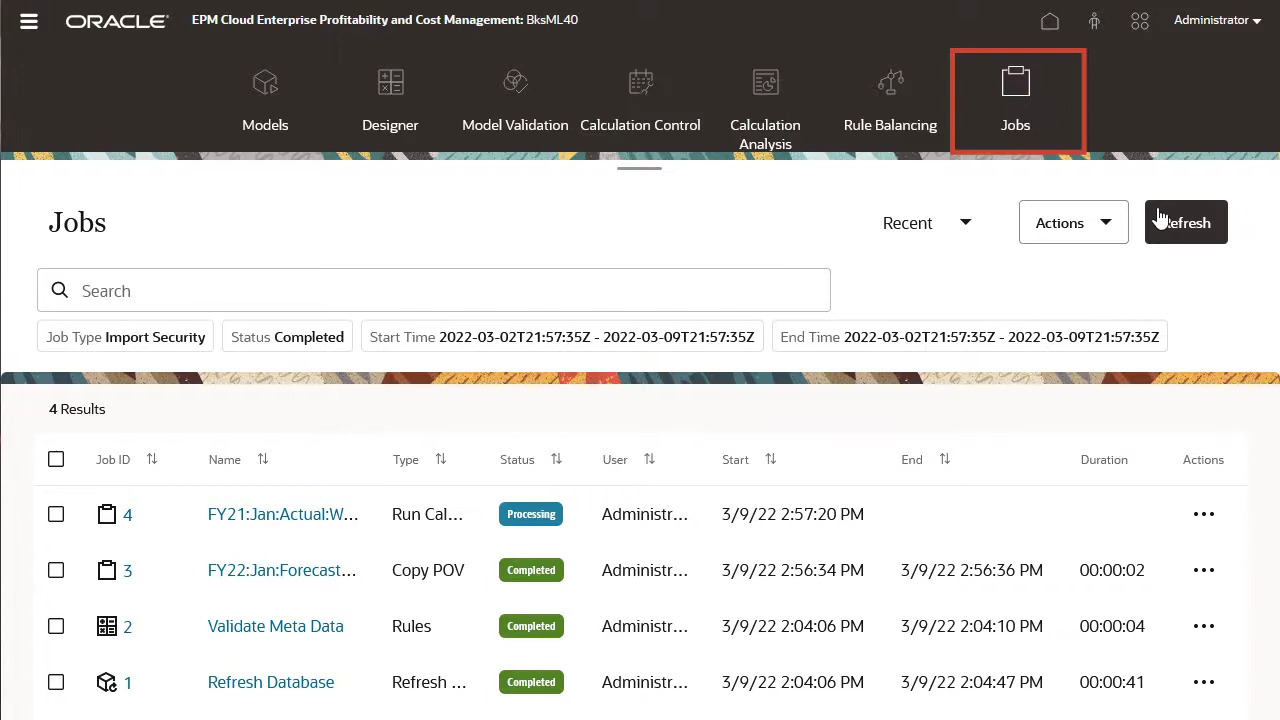 ORACLE EPM Cloud Enterprise Profitability and Cost Management: BksML40 Administrator
Models Designer Model Validation Calculation Control Calculation Analysis Rule Balancing Jobs
Jobs Recent Actions efresh
Search
Job Type Import Security Status Completed Start Time 2022-03-02T21:57:35Z - 2022-03-09T21:57:35Z End Time 2022-03-02T21:57:35Z - 2022-03-09T21:57:35Z
4 Results
Job ID Name Type Status User Start End Duration Actions
4 FY21:Jan:Actual:W... Run Cal... Processing Administr... 3/9/22 2:57:20 PM
3 FY22:Jan:Forecast... Copy POV Completed Administr... 3/9/22 2:56:34 PM 3/9/22 2:56:36 PM 00:00:02
2 Validate Meta Data Rules Completed Administr... 3/9/22 2:04:06 PM 3/9/22 2:04:10 PM 00:00:04
1 Refresh Database Refresh ... Completed Administr... 3/9/22 2:04:06 PM 3/9/22 2:04:47 PM 00:00:41